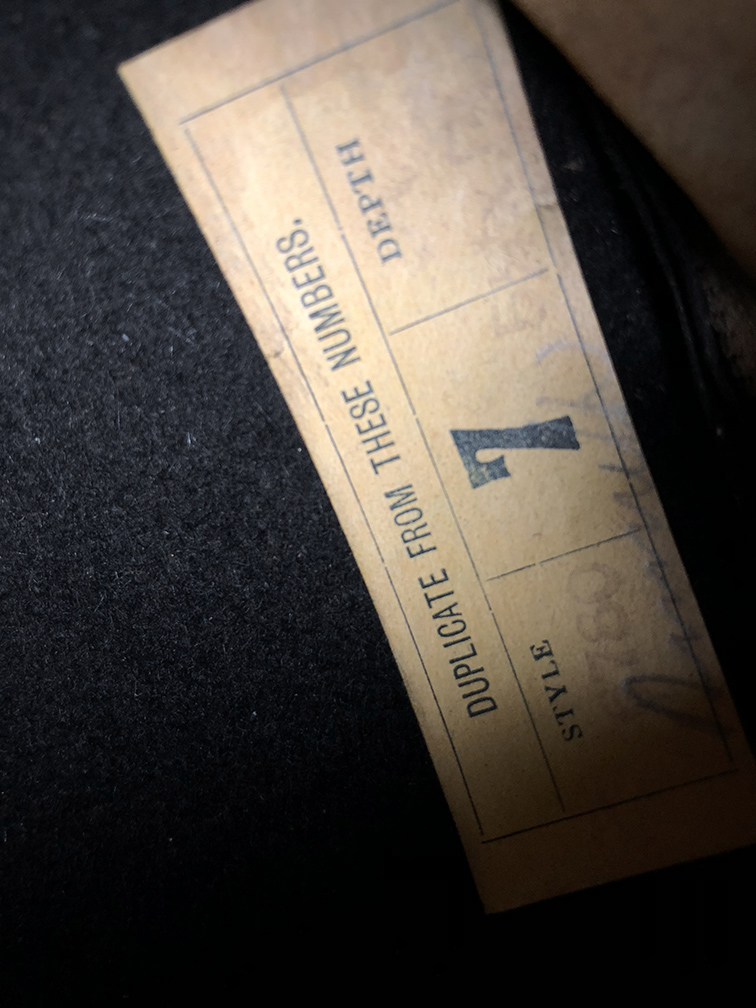 DUPLICATE FROM THESE NUMBERS.
STYLE 7 DEPTH